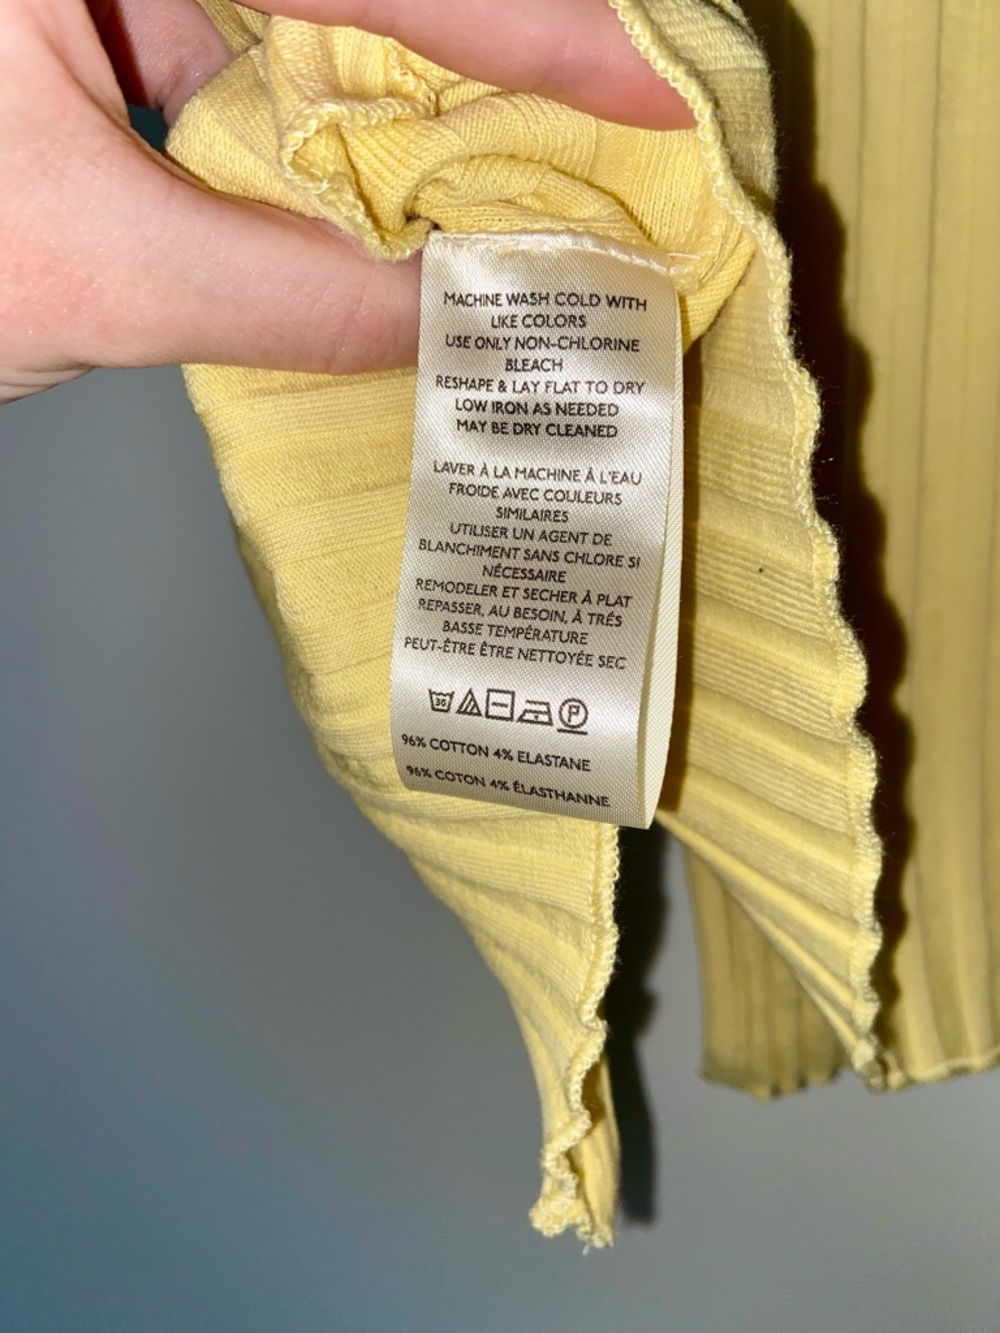 MACHINE WASH COLD WITH
LIKE COLORS
USE ONLY NON-CHLORINE
BLEACH
RESHAPE & LAY FLAT TO DRY
LOW IRON AS NEEDED
MAY BE DRY CLEANED
LAVER À LA MACHINE À L'EAU
FROIDE AVEC COULEURS
SIMILAIRES
UTILISER UN AGENT DE
BLANCHIMENT SANS CHLORE SI
NÉCESSAIRE
REMODELER ET SECHER À PLAT
REPASSER, AU BESOIN, À TRÉS
BASSE TEMPÉRATURE
PEUT-ÊTRE ÊTRE NETTOYÉE SEC
30 P
96% COTTON 4% ELASTANE
96% COTON 4% ÉLASTHANNE